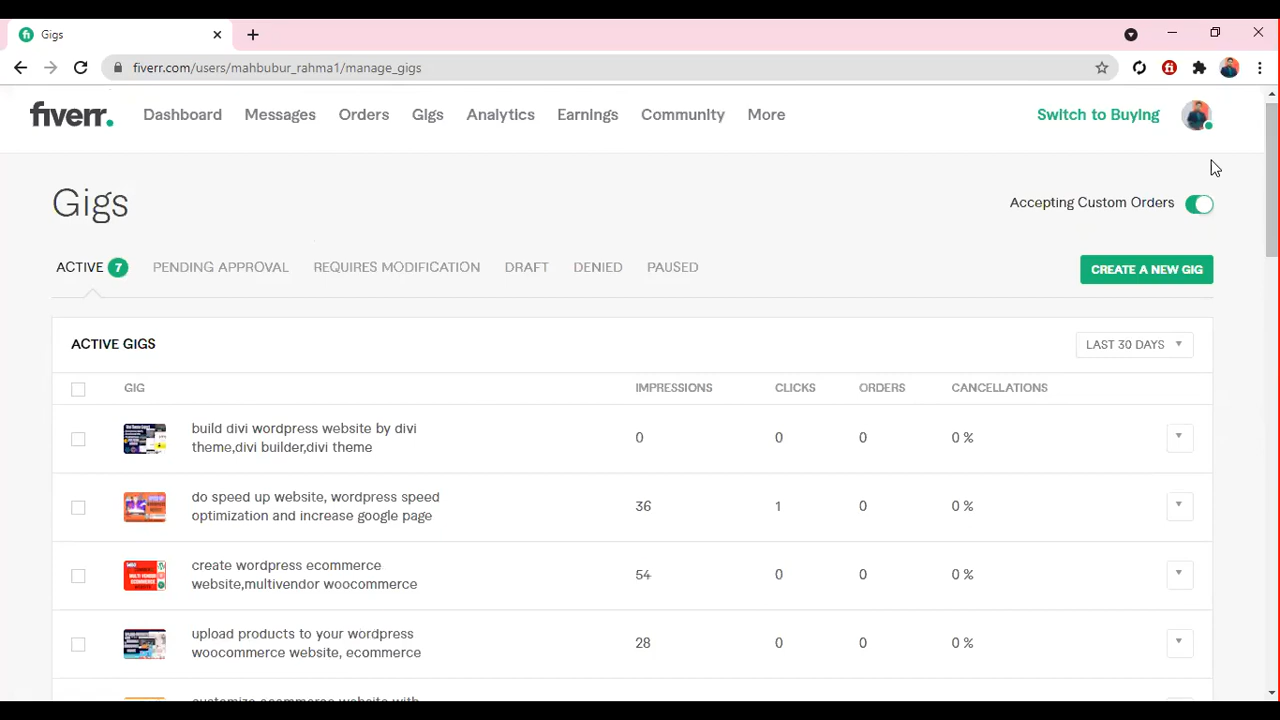 Gigs
fiverr.com/users/mahbubur_rahma1/manage_gigs
fiverr.
Dashboard Messages Orders Gigs Analytics Earnings Community More
Switch to Buying
Gigs
Accepting Custom Orders
ACTIVE 7 PENDING APPROVAL REQUIRES MODIFICATION DRAFT DENIED PAUSED
CREATE A NEW GIG
ACTIVE GIGS
LAST 30 DAYS
GIG IMPRESSIONS CLICKS ORDERS CANCELLATIONS
build divi wordpress website by divi
theme,divi builder,divi theme
0 0 0 0 %
do speed up website, wordpress speed
optimization and increase google page
36 1 0 0 %
create wordpress ecommerce
website,multivendor woocommerce
54 0 0 0 %
upload products to your wordpress
woocommerce website, ecommerce
28 0 0 0 %
customize ecommerce website with